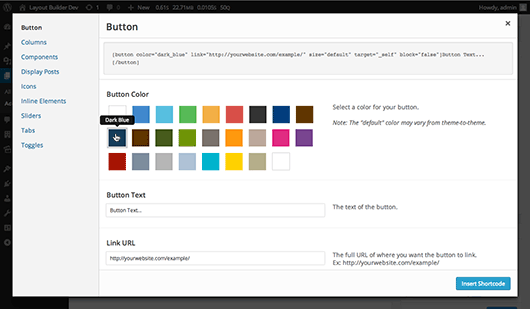 Layout Builder Dev 1 0 New 0.61s 22.71MB 0.0105s 50Q Howdy, admin
Button
Columns
Components
Display Posts
Icons
Inline Elements
Sliders
Tabs
Toggles
Button
[button color="dark_blue" link="http://yourwebsite.com/example/" size="default" target="_self" block="false"]Button Text...
[/button]
Button Color
Select a color for your button.
Note: The "default" color may vary from theme-to-theme.
Dark Blue
Button Text
Button Text...
The text of the button.
Link URL
http://yourwebsite.com/example/
The full URL of where you want the button to link.
Ex: http://yourwebsite.com/example/
Insert Shortcode